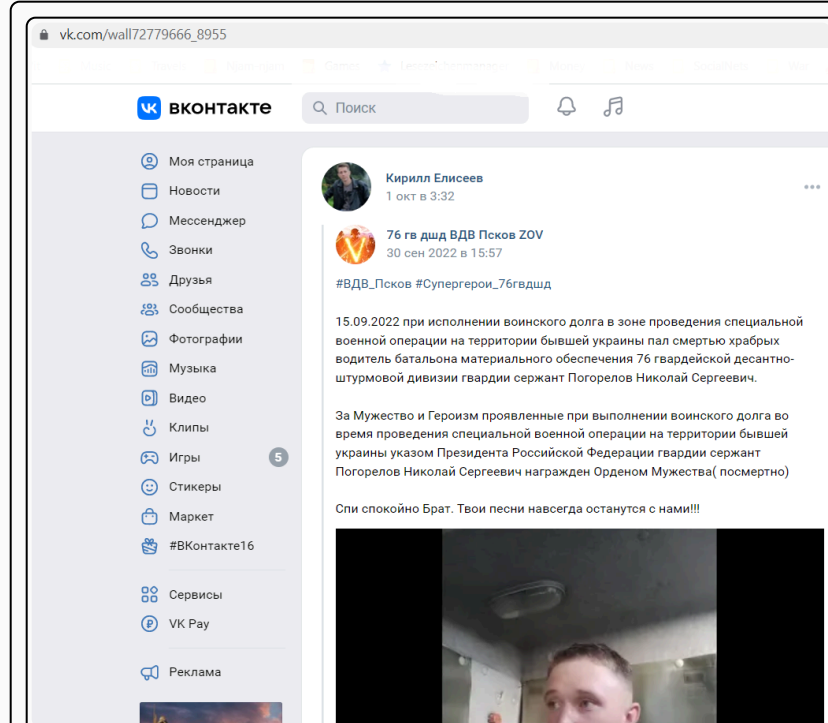 vk.com/wall72779666_8955
вконтакте
Поиск
Моя страница
Новости
Мессенджер
Звонки
Друзья
Сообщества
Фотографии
Музыка
Видео
Клипы
Игры
5
Стикеры
Маркет
#ВКонтакте16
Сервисы
VK Pay
Реклама
Кирилл Елисеев
1 окт в 3:32
76 гв дшд ВДВ Псков ZOV
30 сен 2022 в 15:57
#ВДВ_Псков #Супергерои_76гвдшд
15.09.2022 при исполнении воинского долга в зоне проведения специальной
военной операции на территории бывшей украины пал смертью храбрых
водитель батальона материального обеспечения 76 гвардейской десантно-
штурмовой дивизии гвардии сержант Погорелов Николай Сергеевич.
За Мужество и Героизм проявленные при выполнении воинского долга во
время проведения специальной военной операции на территории бывшей
украины указом Президента Российской Федерации гвардии сержант
Погорелов Николай Сергеевич награжден Орденом Мужества( посмертно)
Спи спокойно Брат. Твои песни навсегда останутся с нами!!!